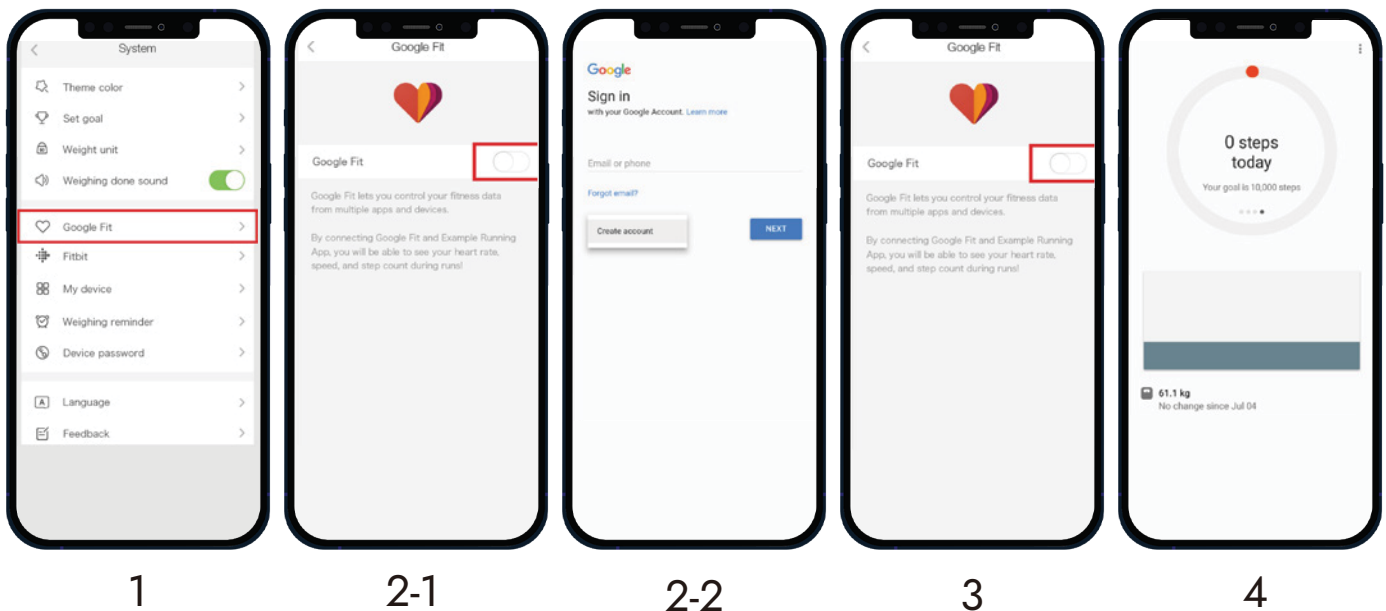 System
Theme color
Set goal
Weight unit
Weighing done sound
Google Fit
Fitbit
My device
Weighing reminder
Device password
Language
Feedback
1
Google Fit
Google Fit
Google Fit lets you control your fitness data
from multiple apps and devices.
By connecting Google Fit and Example Running
App, you will be able to see your heart rate,
speed, and step count during runs!
2-1
Google
Sign in
with your Google Account. Learn more
Email or phone
Forgot email?
Create account
NEXT
2-2
Google Fit
Google Fit
Google Fit lets you control your fitness data
from multiple apps and devices.
By connecting Google Fit and Example Running
App, you will be able to see your heart rate,
speed, and step count during runs!
3
0 steps
today
Your goal is 10,000 steps
61.1 kg
No change since Jul 04
4